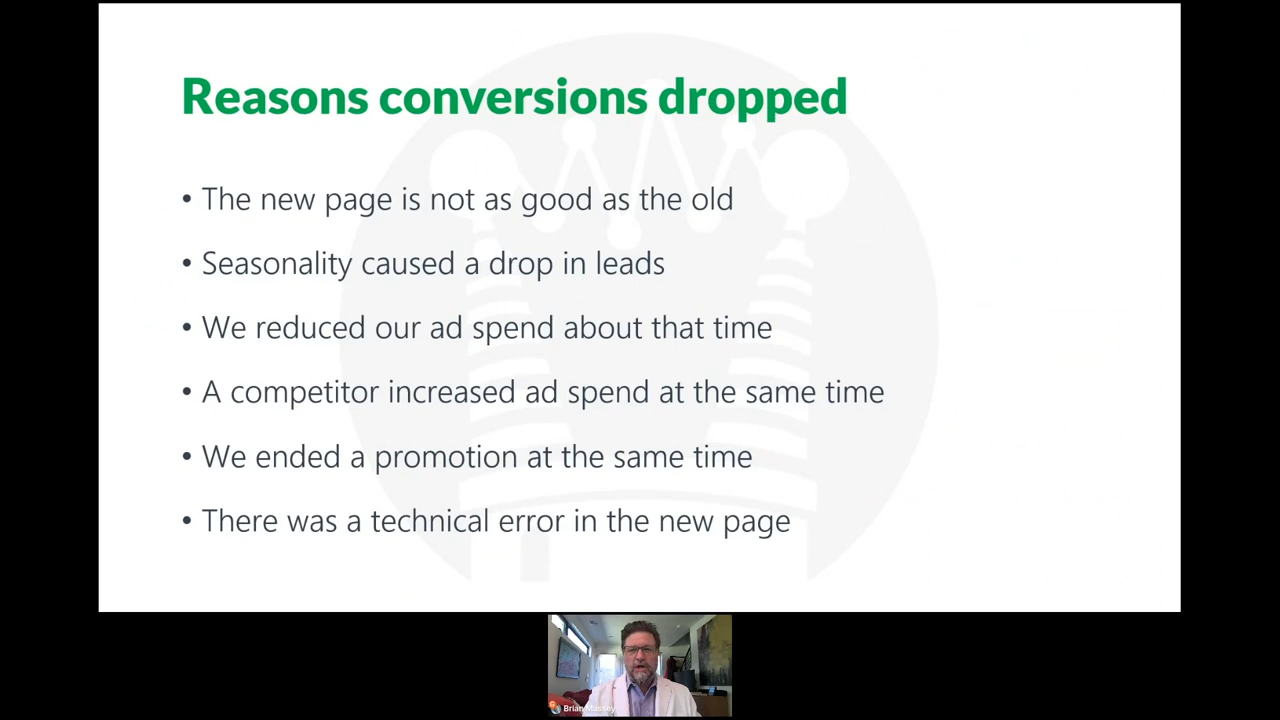 Reasons conversions dropped
• The new page is not as good as the old
• Seasonality caused a drop in leads
• We reduced our ad spend about that time
• A competitor increased ad spend at the same time
• We ended a promotion at the same time
• There was a technical error in the new page
Brian Massey